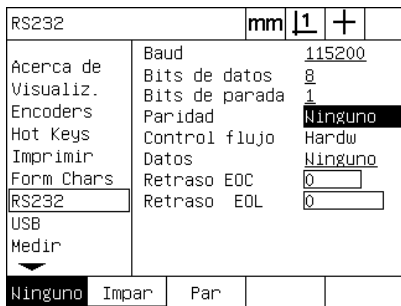 RS232 mm 1
Acerca de
Visualiz.
Encoders
Hot Keys
Imprimir
Form Chars
RS232
USB
Medir
Baud 115200
Bits de datos 8
Bits de parada 1
Paridad Ninguno
Control flujo Hardw
Datos Ninguno
Retraso EOC 0
Retraso EOL 0
Ninguno Impar Par